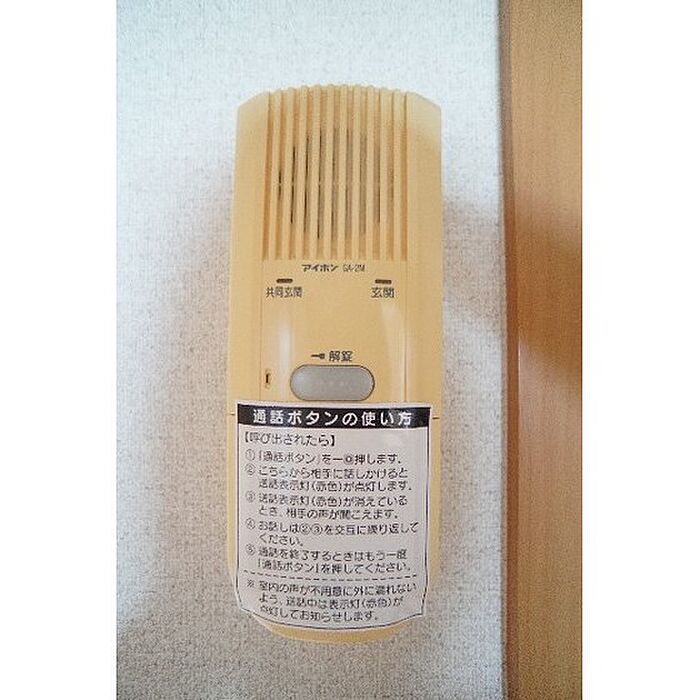 アイホン GA-2M
共同玄関 玄関
解錠
通話ボタンの使い方
【呼び出されたら】
①「通話ボタン」を一回押します。
② こちらから相手に話しかけると
送話表示灯(赤色)が点灯します。
③ 送話表示灯(赤色)が消えている
とき、相手の声が聞こえます。
④ お話しは②③を交互に繰り返して
ください。
⑤ 通話を終了するときはもう一度
「通話ボタン」を押してください。
※ 室内の声が不用意に外に漏れない
よう、送話中は表示灯(赤色)が
点灯してお知らせします。